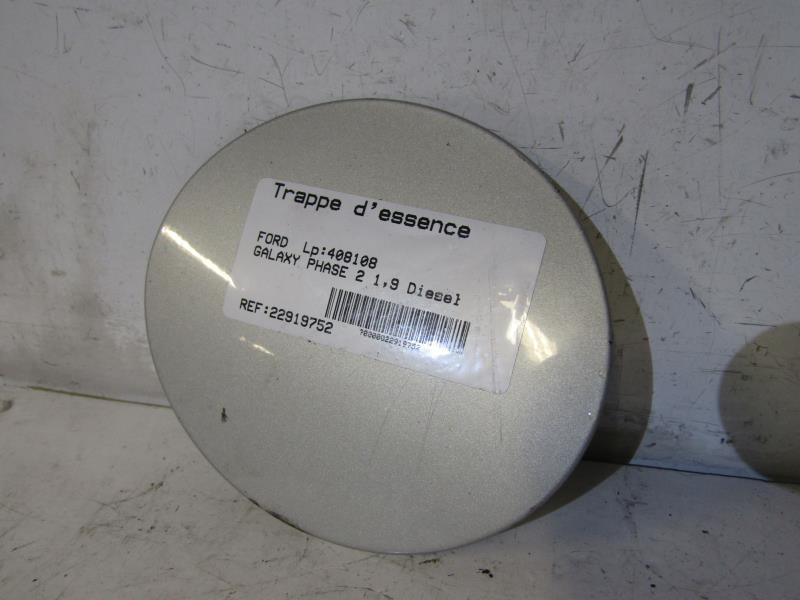 Trappe d'essence
FORD Lp:408108
GALAXY PHASE 2 1,9 Diesel
REF:22919752